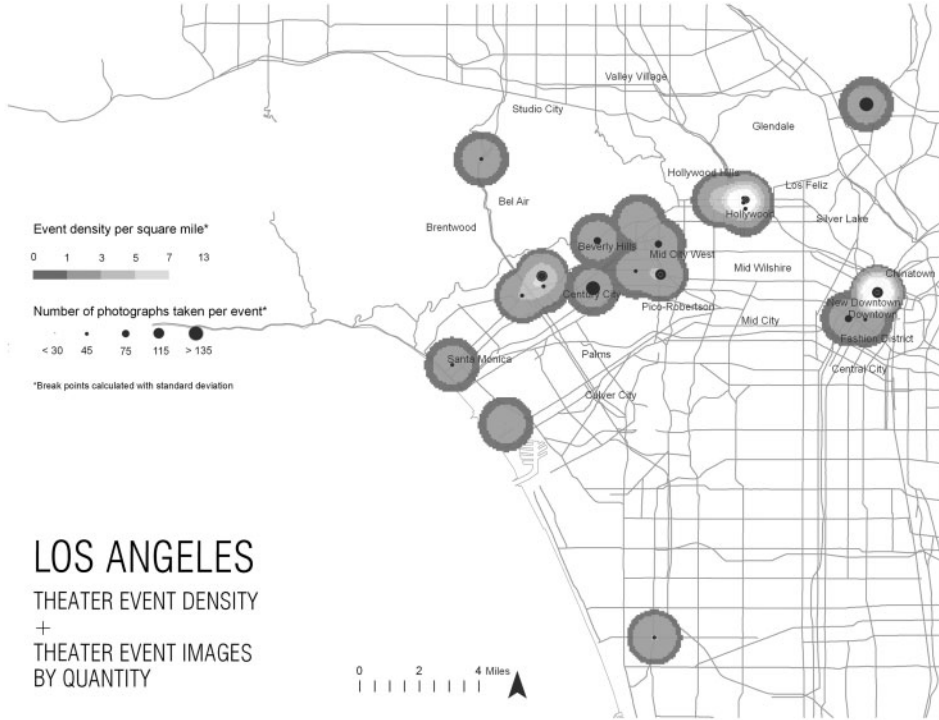 Valley Village
Studio City
Glendale
Hollywood Hills
Los Feliz
Bel Air
Hollywood
Silver Lake
Brentwood
Event density per square mile*
Beverly Hills
Mid City West
0 1 3 5 7 13
Mid Wilshire
Chinatown
Century City
New Downtown
Number of photographs taken per event*
Pico-Robertson
Downtown
Mid City
Fashion District
< 30 45 75 115 > 135
Palms
Santa Monica
Central City
*Break points calculated with standard deviation
Culver City
LOS ANGELES
THEATER EVENT DENSITY
+
THEATER EVENT IMAGES
BY QUANTITY
0 2 4 Miles